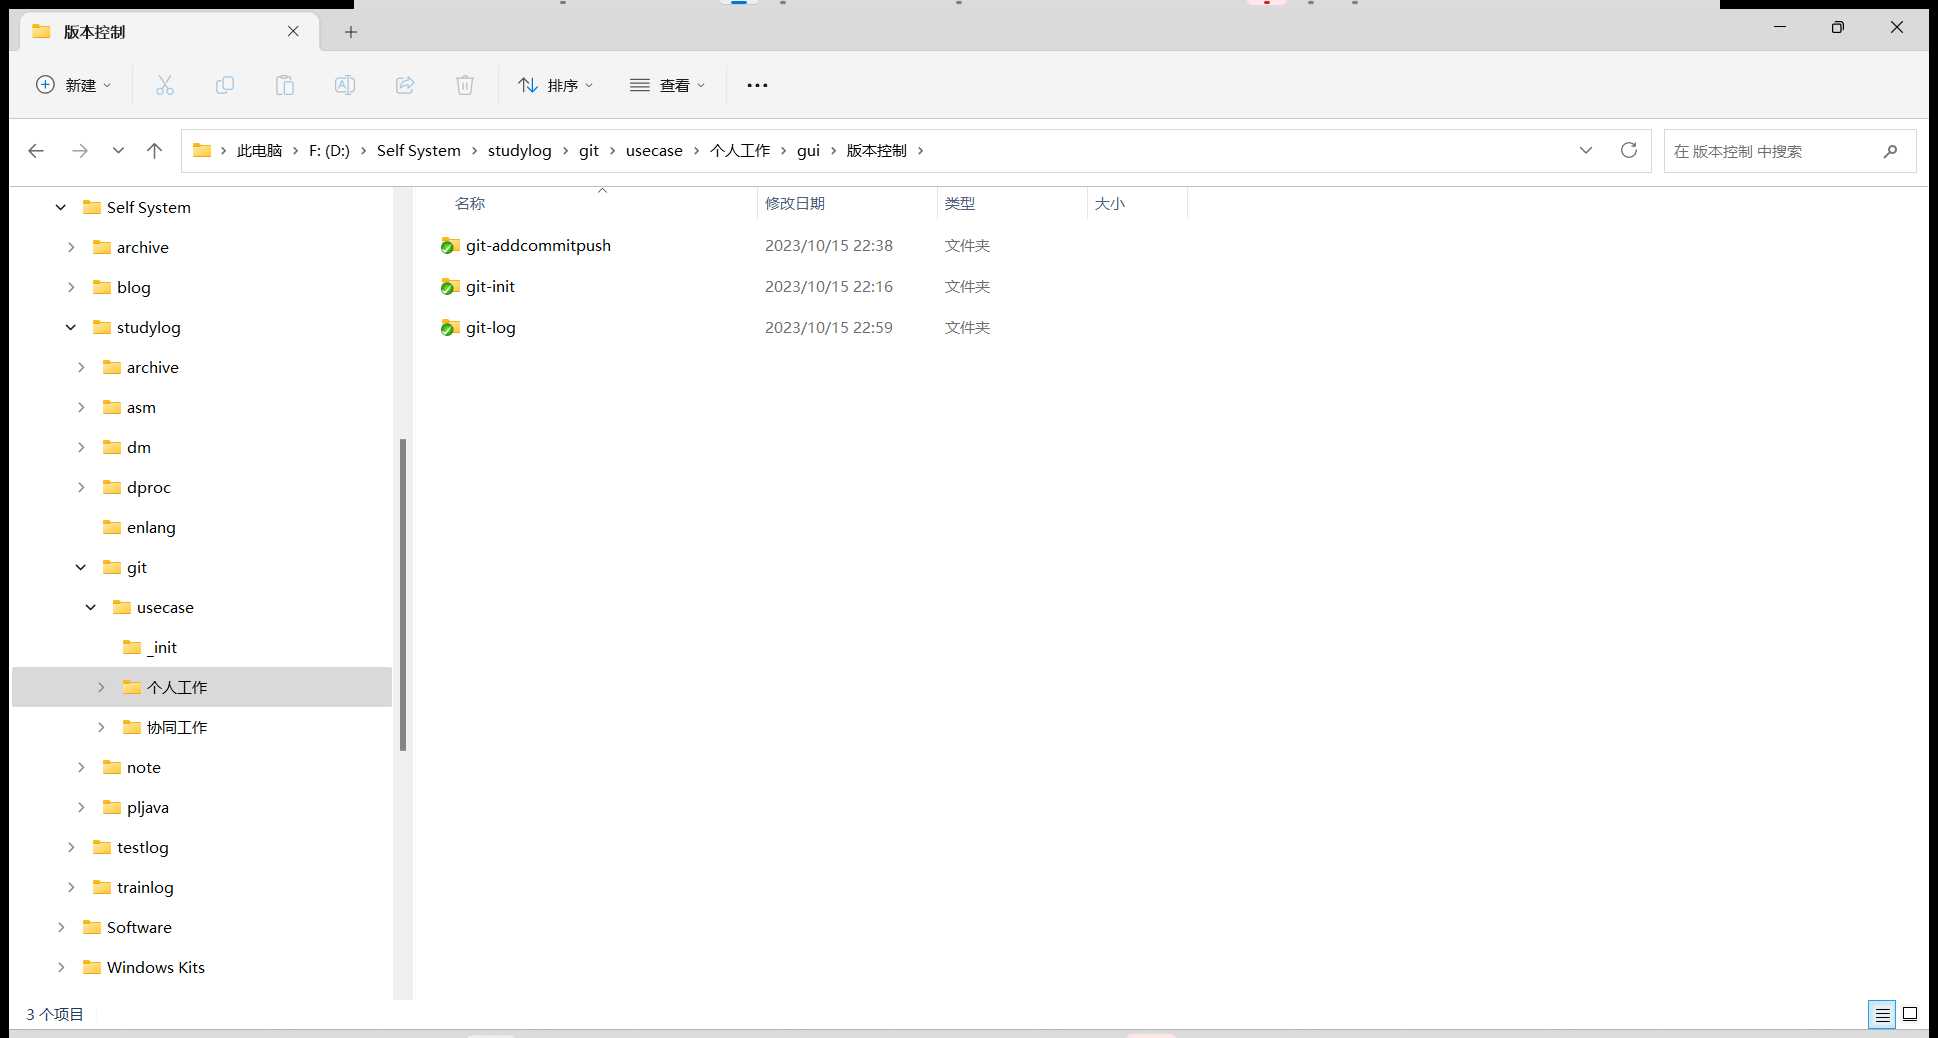 版本控制
新建
排序
查看
此电脑 > F: (D:) > Self System > studylog > git > usecase > 个人工作 > gui > 版本控制 >
在 版本控制 中搜索
Self System
archive
blog
studylog
archive
asm
dm
dproc
enlang
git
usecase
_init
个人工作
协同工作
note
pljava
testlog
trainlog
Software
Windows Kits
名称 修改日期 类型 大小
git-addcommitpush 2023/10/15 22:38 文件夹
git-init 2023/10/15 22:16 文件夹
git-log 2023/10/15 22:59 文件夹
3 个项目